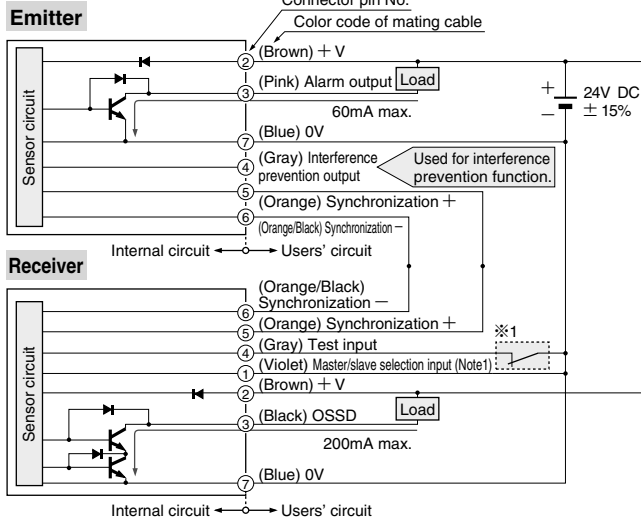 Connector pin No.
Color code of mating cable
Emitter
Sensor circuit
2 (Brown) + V
3 (Pink) Alarm output Load
60mA max.
+
−
24V DC
± 15%
7 (Blue) 0V
4 (Gray) Interference
prevention output
Used for interference
prevention function.
5
(Orange) Synchronization +
6
(Orange/Black) Synchronization −
Internal circuit Users' circuit
Receiver
Sensor circuit
(Orange/Black)
Synchronization −
6
5 (Orange) Synchronization +
※1
4 (Gray) Test input
1 (Violet) Master/slave selection input (Note1)
2 (Brown) + V
3 (Black) OSSD Load
200mA max.
7 (Blue) 0V
Internal circuit Users' circuit